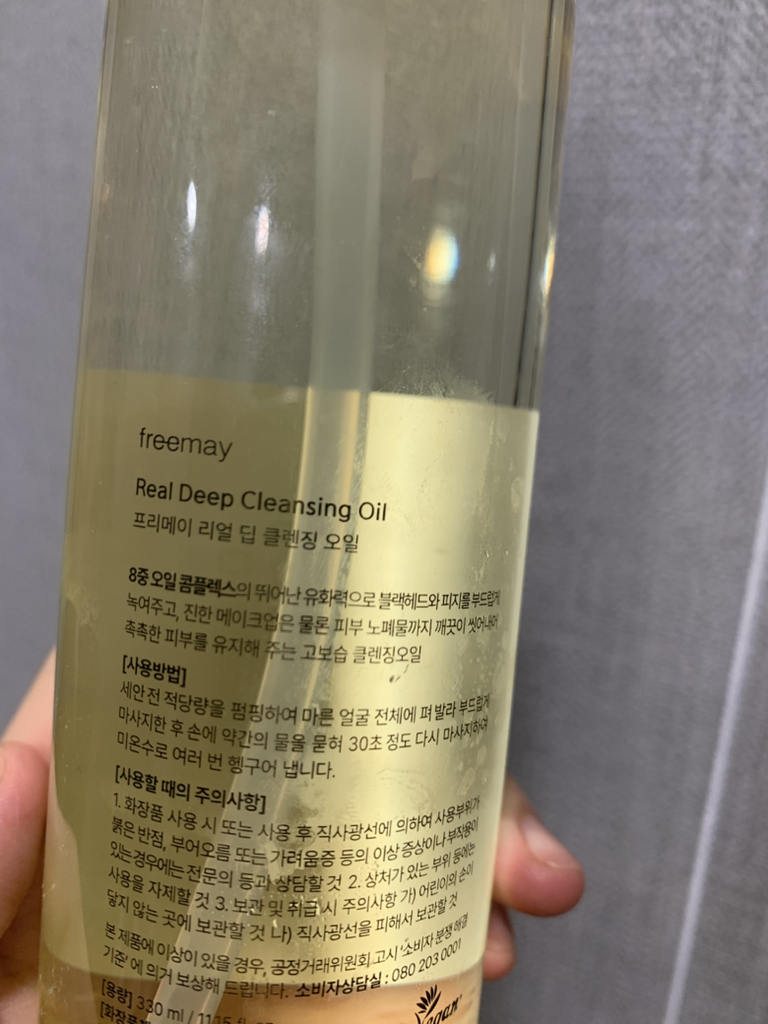 freemay
Real Deep Cleansing Oil
프리메이 리얼 딥 클렌징 오일
8중 오일 콤플렉스의 뛰어난 유화력으로 블랙헤드와 피지를 부드럽게
녹여주고, 진한 메이크업은 물론 피부 노폐물까지 깨끗이 씻어내어
촉촉한 피부를 유지해 주는 고보습 클렌징오일
[사용방법]
세안 전 적당량을 펌핑하여 마른 얼굴 전체에 펴 발라 부드럽게
마사지한 후 손에 약간의 물을 묻혀 30초 정도 다시 마사지하여
미온수로 여러 번 헹구어 냅니다.
[사용할 때의 주의사항]
1. 화장품 사용 시 또는 사용 후 직사광선에 의하여 사용부위가
붉은 반점, 부어오름 또는 가려움증 등의 이상 증상이나 부작용이
있는 경우에는 전문의 등과 상담할 것 2. 상처가 있는 부위 등에는
사용을 자제할 것 3. 보관 및 취급 시 주의사항 가) 어린이의 손이
닿지 않는 곳에 보관할 것 나) 직사광선을 피해서 보관할 것
본 제품에 이상이 있을 경우, 공정거래위원회 고시 '소비자 분쟁 해결
기준' 에 의거 보상해 드립니다. 소비자상담실 : 080 203 0001
[용량] 330 ml / 11.15 fl.
vegan